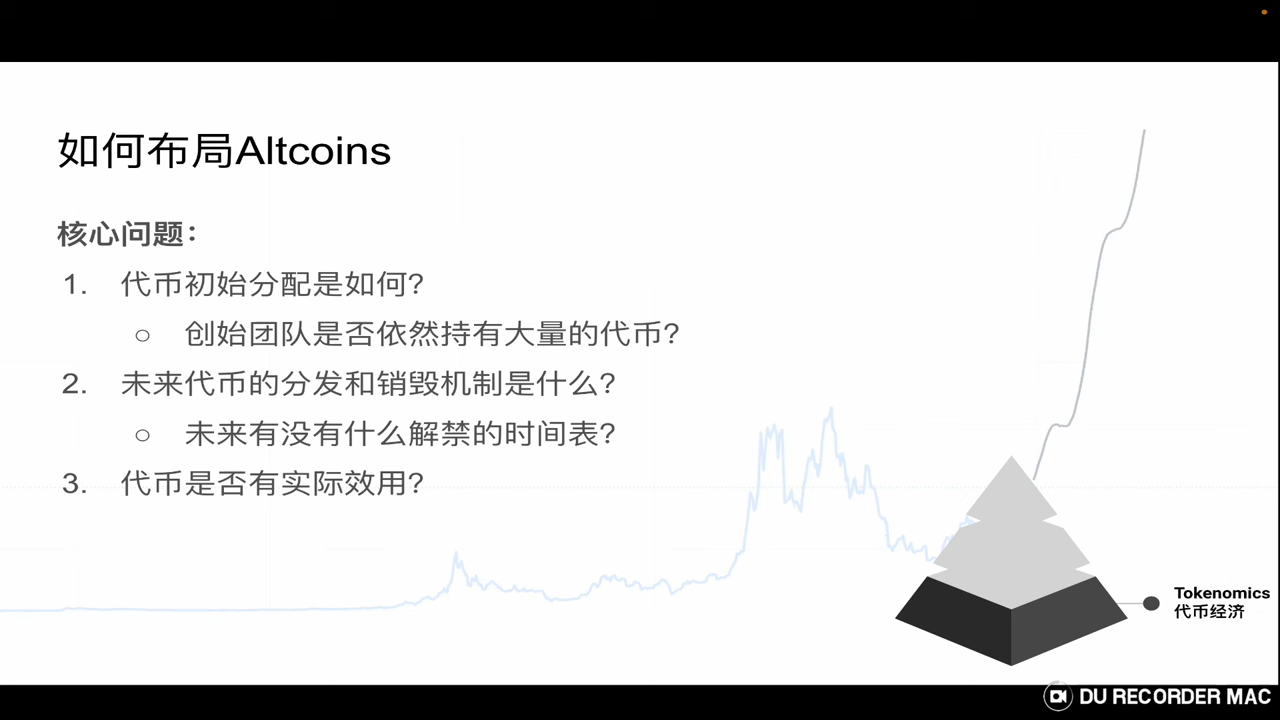 如何布局Altcoins
核心问题：
1. 代币初始分配是如何?
○ 创始团队是否依然持有大量的代币?
2. 未来代币的分发和销毁机制是什么?
○ 未来有没有什么解禁的时间表?
3. 代币是否有实际效用?
Tokenomics
代币经济
DU RECORDER MAC